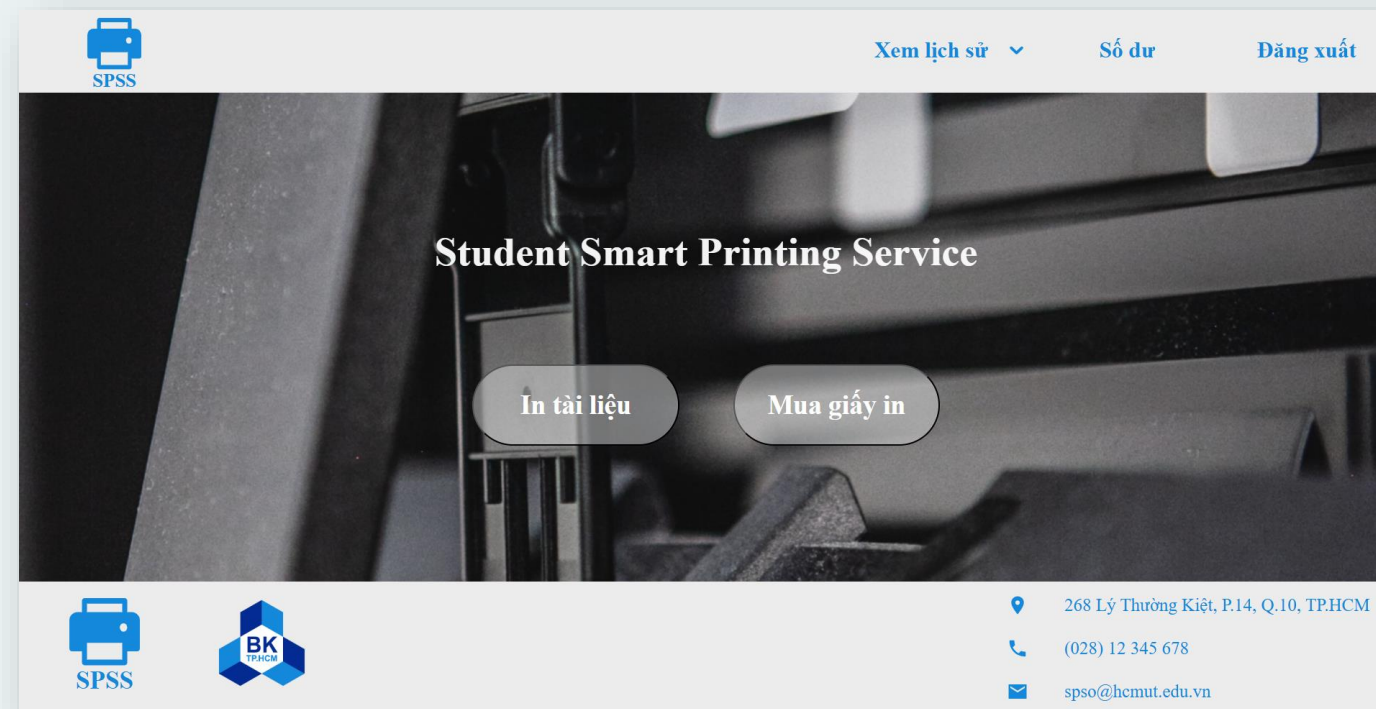 SPSS
Xem lịch sử
Số dư
Đăng xuất
Student Smart Printing Service
In tài liệu
Mua giấy in
SPSS
BK
TP.HCM
268 Lý Thường Kiệt, P.14, Q.10, TP.HCM
(028) 12 345 678
spso@hcmut.edu.vn